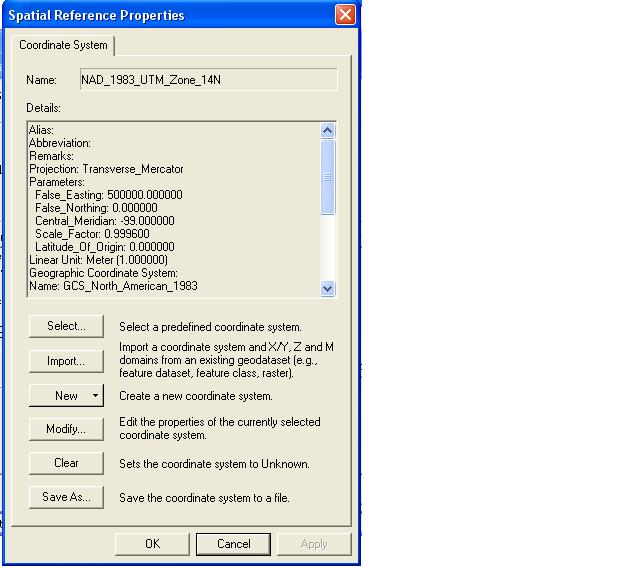 Spatial Reference Properties
Coordinate System
Name: NAD_1983_UTM_Zone_14N
Details:
Alias:
Abbreviation:
Remarks:
Projection: Transverse_Mercator
Parameters:
False_Easting: 500000.000000
False_Northing: 0.000000
Central_Meridian: -99.000000
Scale_Factor: 0.999600
Latitude_Of_Origin: 0.000000
Linear Unit: Meter (1.000000)
Geographic Coordinate System:
Name: GCS_North_American_1983
Select... Select a predefined coordinate system.
Import a coordinate system and X/Y, Z and M
Import... domains from an existing geodataset (e.g.,
feature dataset, feature class, raster).
New Create a new coordinate system.
Edit the properties of the currently selected
Modify... coordinate system.
Clear Sets the coordinate system to Unknown.
Save As... Save the coordinate system to a file.
OK Cancel Apply